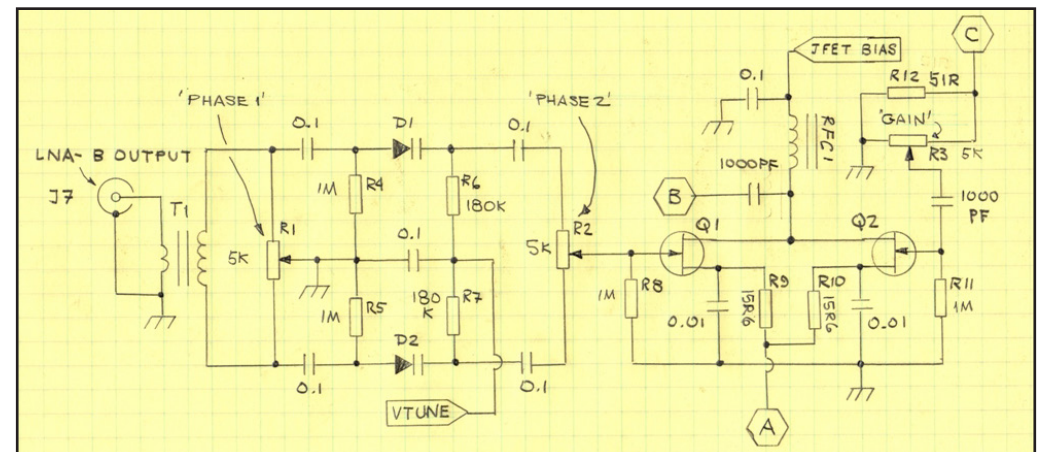 JFET BIAS
C
0.1
R12 51R
'PHASE 1'
'PHASE 2'
'GAIN'
RFC1
R3 5K
0.1
D1
0.1
LNA-B OUTPUT
J7
T1
1000PF
1M R4
R6
180K
B
1000
PF
R1
5K
0.1
R2
5K
Q1
Q2
R8
1M
R9
15R6
R10
15R6
R11
1M
R5
1M
180
K
R7
0.01
0.01
D2
0.1
0.1
VTUNE
A